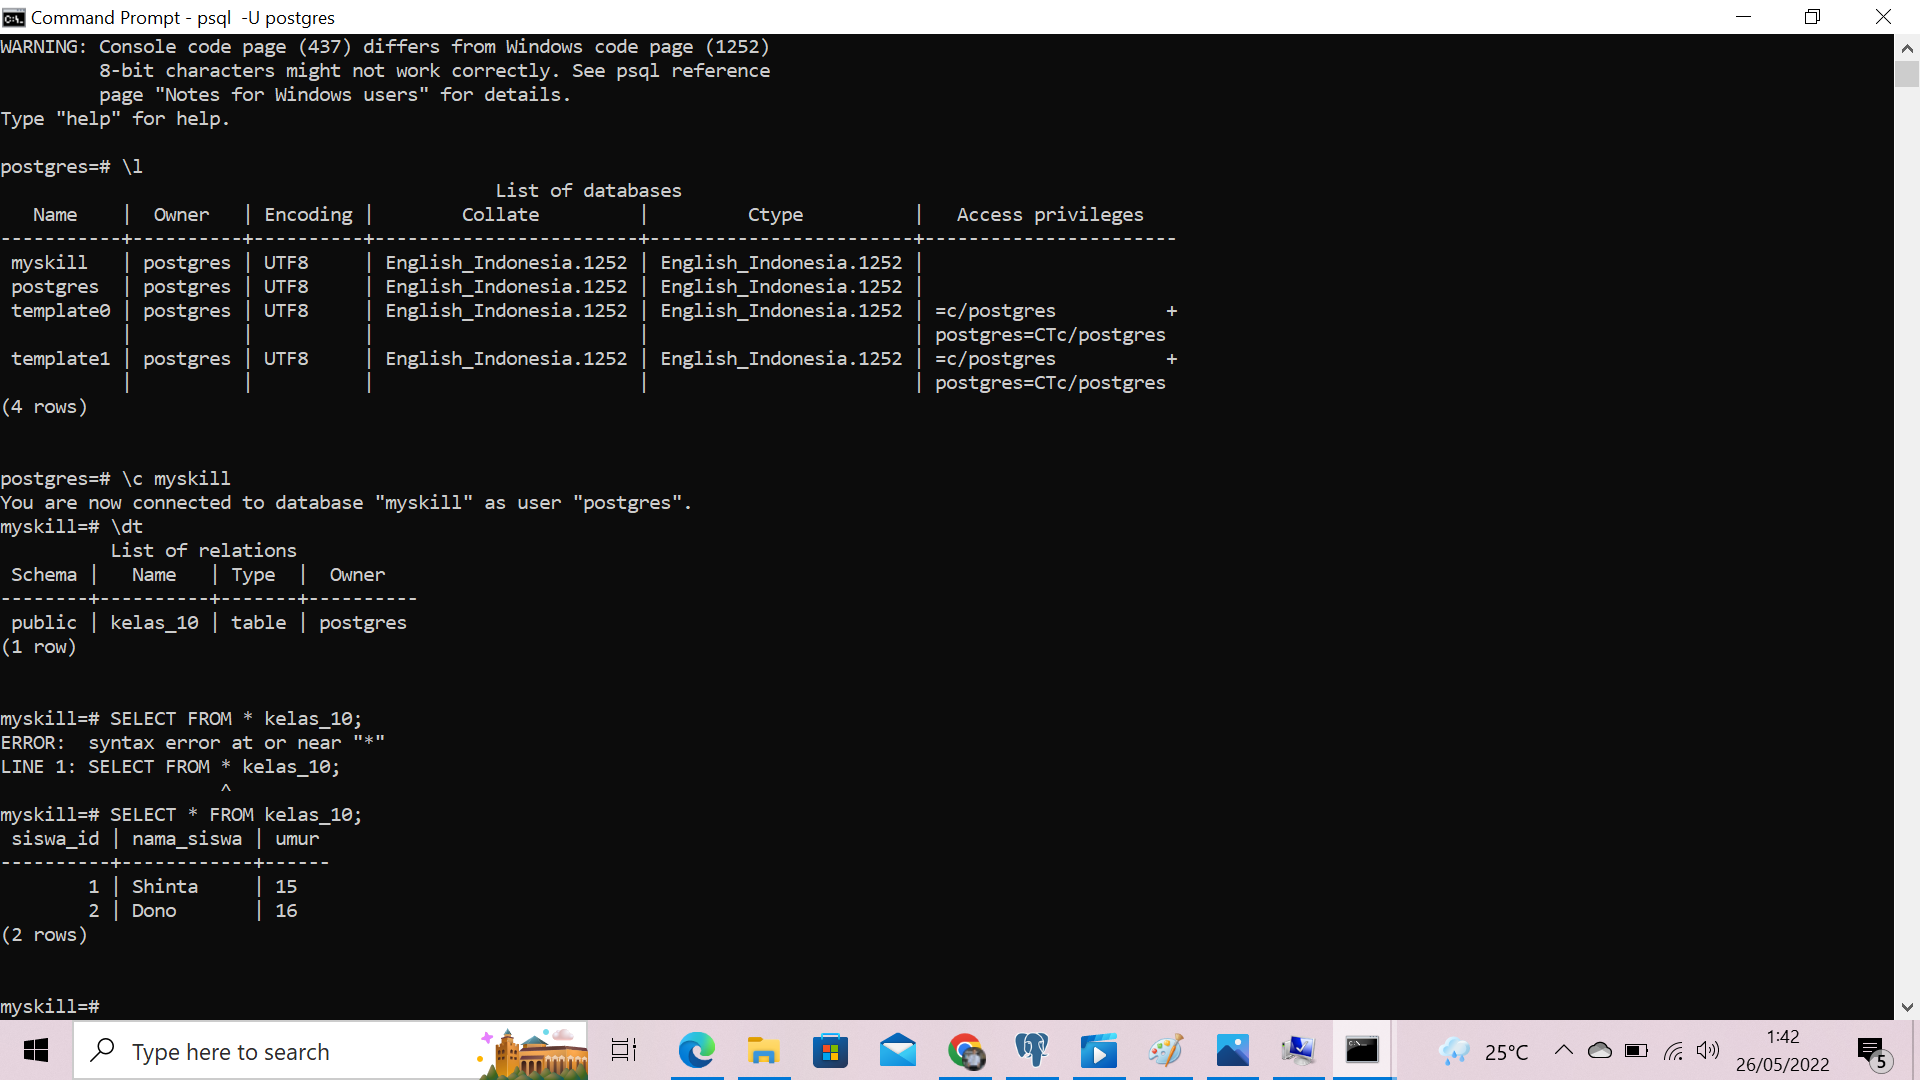 Command Prompt - psql  -U postgres
WARNING: Console code page (437) differs from Windows code page (1252)
         8-bit characters might not work correctly. See psql reference
         page "Notes for Windows users" for details.
Type "help" for help.
postgres=# \l
                                             List of databases
   Name    |  Owner   | Encoding |        Collate         |         Ctype          |   Access privileges
-----------+----------+----------+------------------------+------------------------+-----------------------
 myskill   | postgres | UTF8     | English_Indonesia.1252 | English_Indonesia.1252 |
 postgres  | postgres | UTF8     | English_Indonesia.1252 | English_Indonesia.1252 |
 template0 | postgres | UTF8     | English_Indonesia.1252 | English_Indonesia.1252 | =c/postgres          +
           |          |          |                        |                        | postgres=CTc/postgres
 template1 | postgres | UTF8     | English_Indonesia.1252 | English_Indonesia.1252 | =c/postgres          +
           |          |          |                        |                        | postgres=CTc/postgres
(4 rows)
postgres=# \c myskill
You are now connected to database "myskill" as user "postgres".
myskill=# \dt
          List of relations
 Schema |   Name   | Type  |  Owner
--------+----------+-------+----------
 public | kelas_10 | table | postgres
(1 row)
myskill=# SELECT FROM * kelas_10;
ERROR:  syntax error at or near "*"
LINE 1: SELECT FROM * kelas_10;
                    ^
myskill=# SELECT * FROM kelas_10;
 siswa_id | nama_siswa | umur
----------+------------+------
        1 | Shinta     | 15
        2 | Dono       | 16
(2 rows)
myskill=#
Type here to search
25°C
1:42
26/05/2022
5